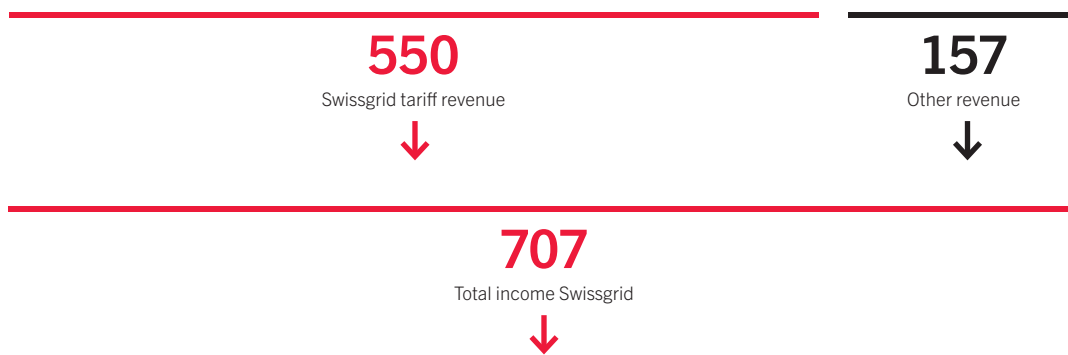 550
Swissgrid tariff revenue
157
Other revenue
707
Total income Swissgrid